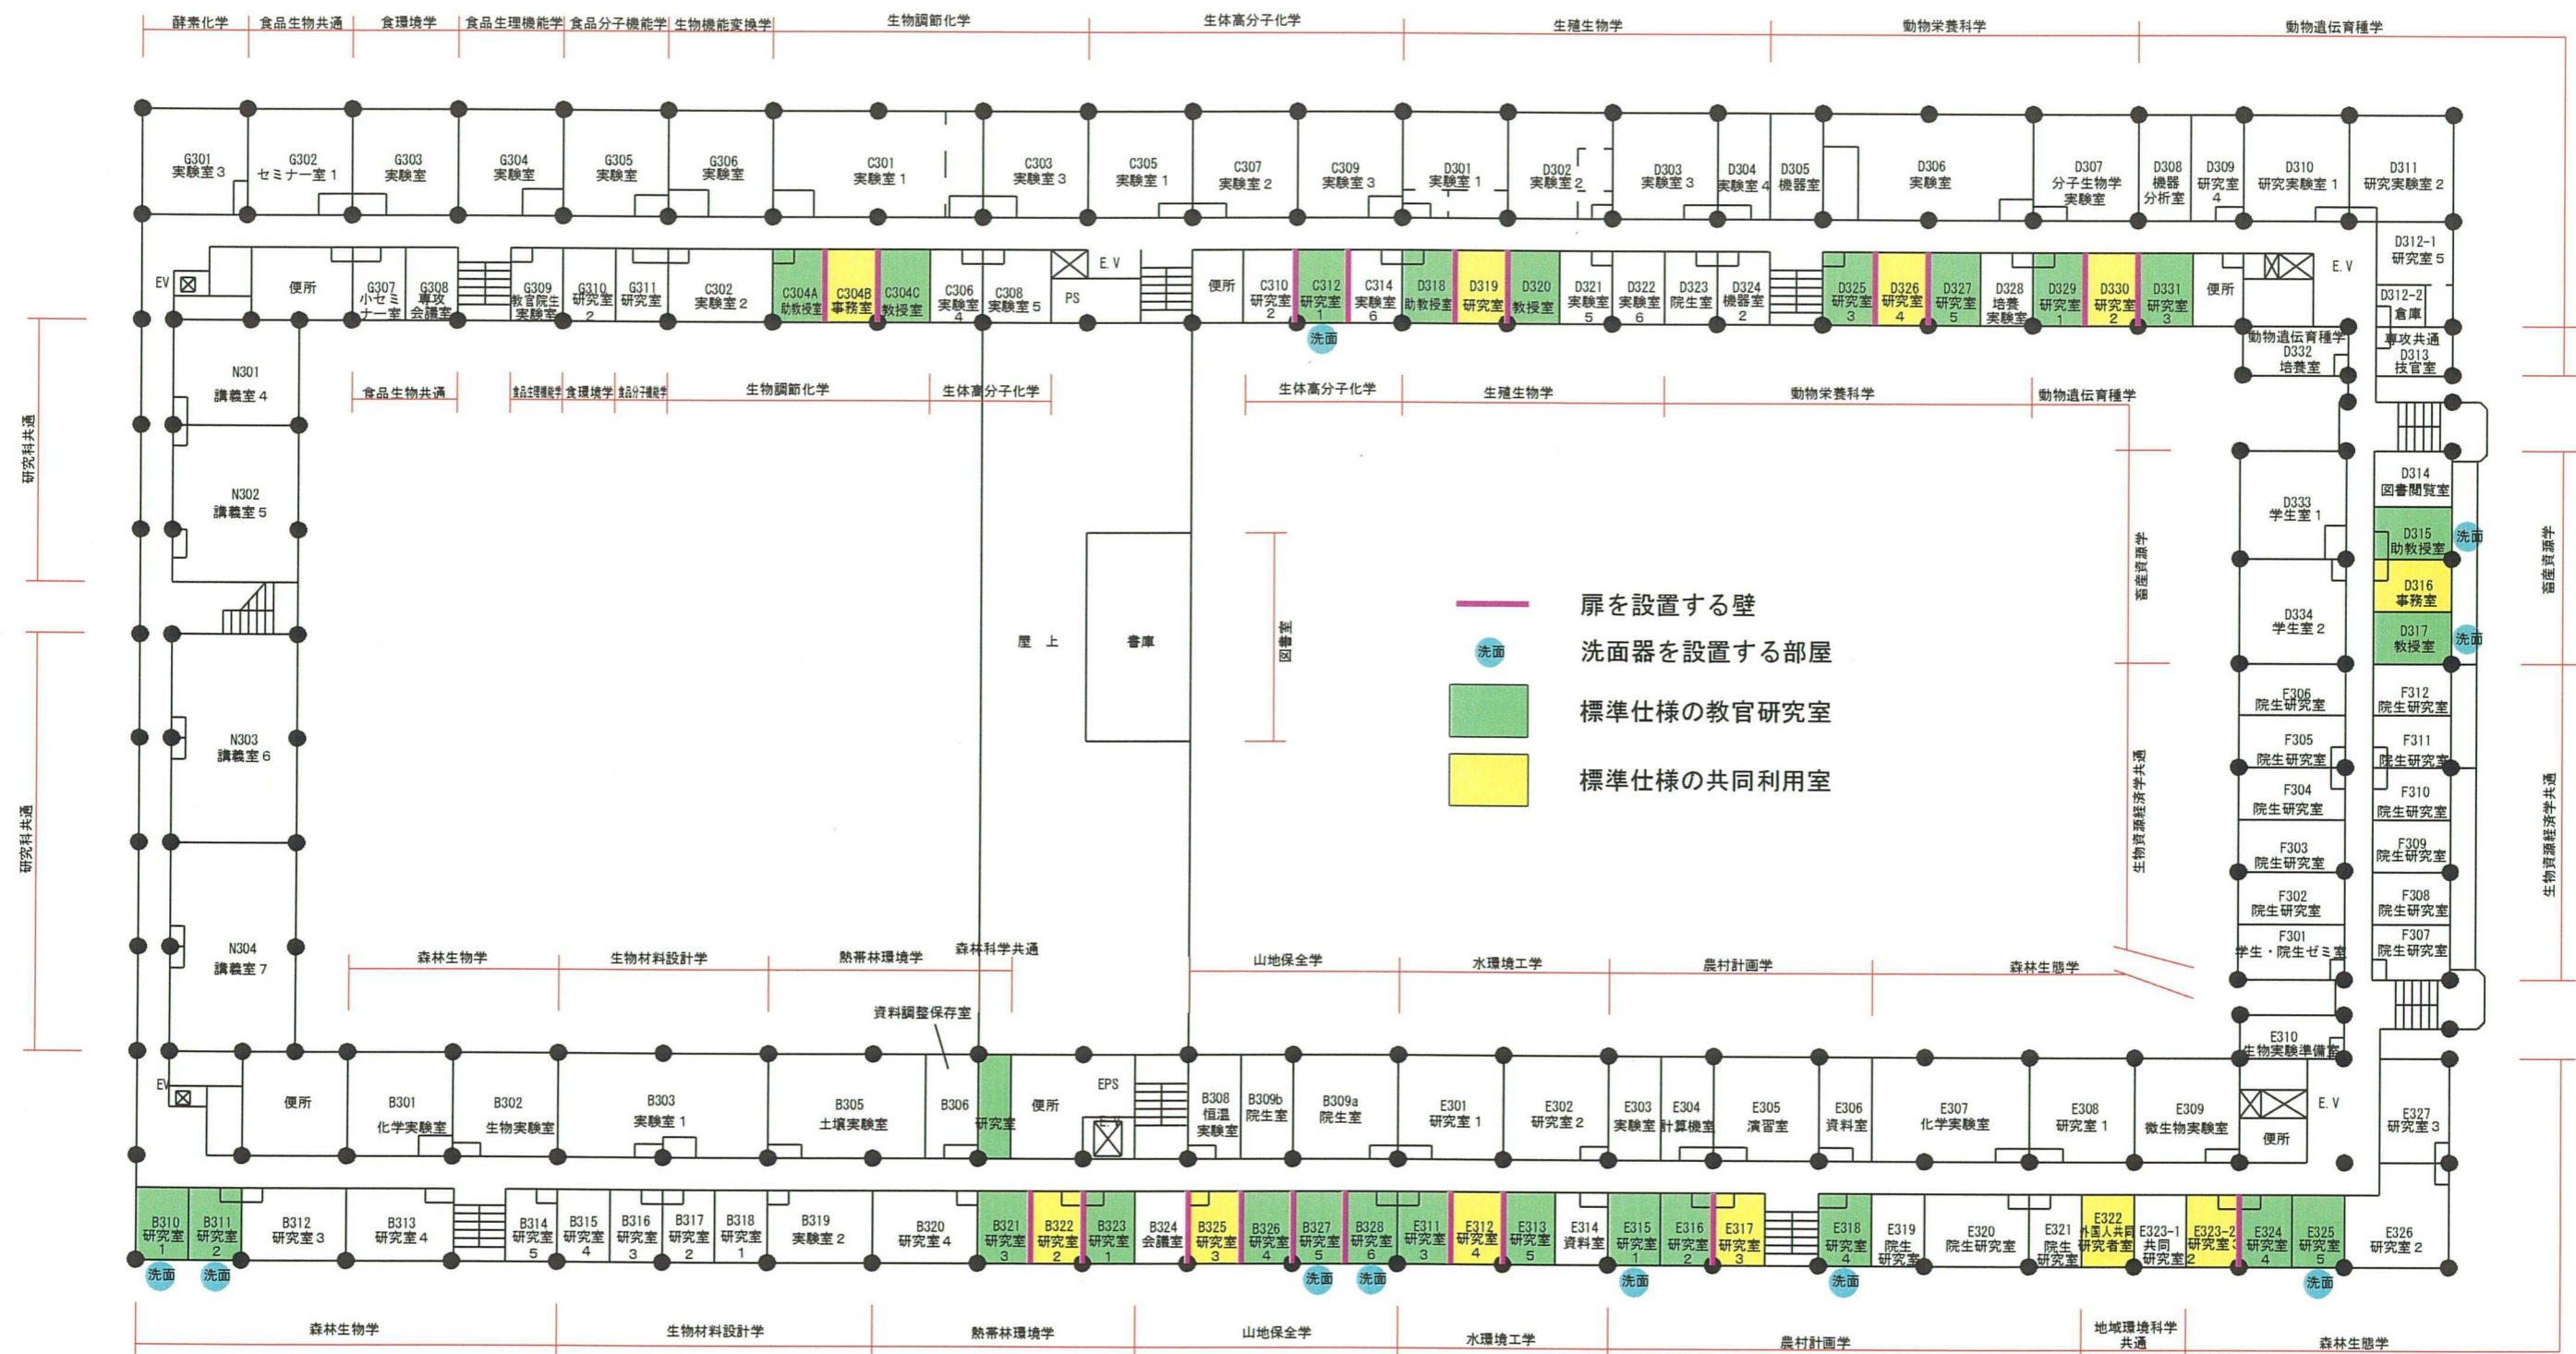 酵素化学
食品生物共通
食環境学
食品生理機能学
食品分子機能学
生物機能変換学
生物調節化学
生体高分子化学
生殖生物学
動物栄養科学
動物遺伝育種学
G301
実験室3
G302
セミナー室1
G303
実験室
G304
実験室
G305
実験室
G306
実験室
C301
実験室1
C303
実験室3
C305
実験室1
C307
実験室2
C309
実験室3
D301
実験室1
D302
実験室2
D303
実験室3
D304
実験室4
D305
機器室
D306
実験室
D307
分子生物学
実験室
D308
機器
分析室
D309
研究室
4
D310
研究実験室1
D311
研究実験室2
EV
便所
G307
小セミ
ナー室
G308
専攻
会議室
G309
教官院生
実験室
G310
研究室
2
G311
研究室
C302
実験室2
C304A
助教授室
C304B
事務室
C304C
教授室
C306
実験室
4
C308
実験室5
PS
E.V
便所
C310
研究室
2
C312
研究室
1
C314
実験室
6
D318
助教授室
D319
研究室
D320
教授室
D321
実験室
5
D322
実験室
6
D323
院生室
D324
機器室
2
D325
研究室
3
D326
研究室
4
D327
研究室
5
D328
培養
実験室
D329
研究室
1
D330
研究室
2
D331
研究室
3
便所
E.V
D312-1
研究室5
D312-2
倉庫
洗面
動物遺伝育種学
D332
培養室
専攻共通
D313
技官室
食品生物共通
食品生理機能学
食環境学
食品分子機能学
生物調節化学
生体高分子化学
生体高分子化学
生殖生物学
動物栄養科学
動物遺伝育種学
研究科共通
N301
講義室4
N302
講義室5
研究科共通
N303
講義室6
N304
講義室7
屋 上
書庫
図書室
扉を設置する壁
洗面
洗面器を設置する部屋
標準仕様の教官研究室
標準仕様の共同利用室
畜産資源学
生物資源経済学共通
D333
学生室1
D334
学生室2
E306
院生研究室
F305
院生研究室
F304
院生研究室
F303
院生研究室
F302
院生研究室
F301
学生・院生ゼミ室
D314
図書閲覧室
D315
助教授室
洗面
D316
事務室
D317
教授室
洗面
F312
院生研究室
F311
院生研究室
F310
院生研究室
F309
院生研究室
F308
院生研究室
F307
院生研究室
畜産資源学
生物資源経済学共通
森林生物学
生物材料設計学
熱帯林環境学
森林科学共通
山地保全学
水環境工学
農村計画学
森林生態学
資料調整保存室
E310
生物実験準備室
EV
便所
B301
化学実験室
B302
生物実験室
B303
実験室1
B305
土壌実験室
B306
研究室
便所
EPS
E.V
B308
恒温
実験室
B309b
院生室
B309a
院生室
E301
研究室1
E302
研究室2
E303
実験室
E304
計算機室
E305
演習室
E306
資料室
E307
化学実験室
E308
研究室1
E309
微生物実験室
便所
E.V
E327
研究室3
B310
研究室
1
B311
研究室
2
B312
研究室3
B313
研究室4
B314
研究室
5
B315
研究室
4
B316
研究室
3
B317
研究室
2
B318
研究室
1
B319
実験室2
B320
研究室4
B321
研究室
3
B322
研究室
2
B323
研究室
1
B324
会議室
B325
研究室
3
B326
研究室
4
B327
研究室
5
B328
研究室
6
E311
研究室
3
E312
研究室
4
E313
研究室
5
E314
資料室
E315
研究室
1
E316
研究室
2
E317
研究室
3
E318
研究室
4
E319
院生
研究室
E320
院生研究室
E321
院生
研究室
E322
外国人共同
研究者室
E323-1
共同
研究室
2
E323-2
研究室3
E324
研究室
4
E325
研究室
5
E326
研究室2
洗面
洗面
洗面
洗面
洗面
洗面
洗面
森林生物学
生物材料設計学
熱帯林環境学
山地保全学
水環境工学
農村計画学
地域環境科学
共通
森林生態学